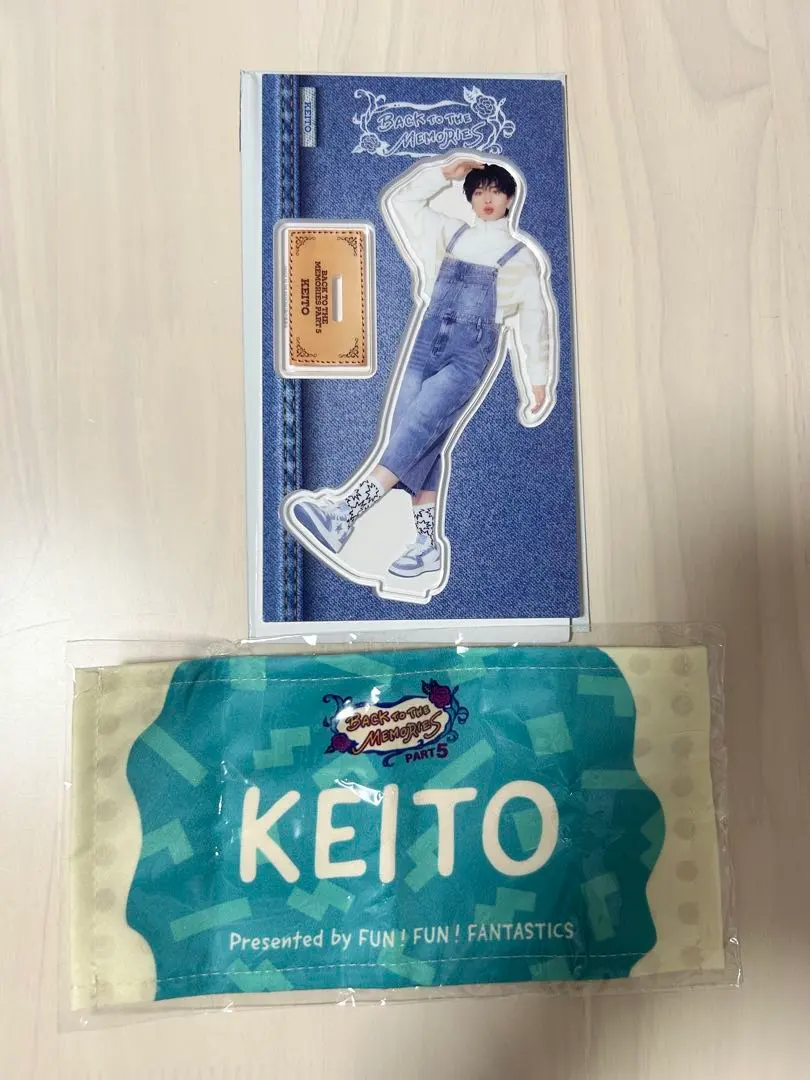 KEITO
BACK TO THE
MEMORIES
BACK TO THE
MEMORIES PART 5
KEITO
BACK TO THE
MEMORIES
PART 5
KEITO
Presented by FUN! FUN! FANTASTICS